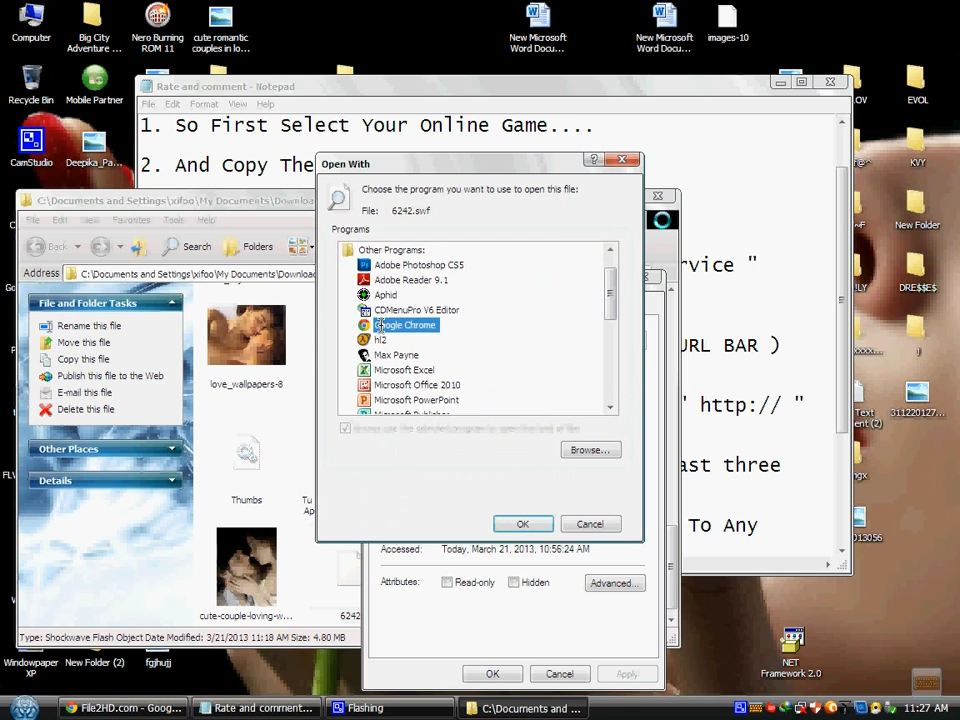 Computer
Big City
Adventure ...
Nero Burning
ROM 11
cute romantic
couples in lo...
New Microsoft
Word Docu...
New Microsoft
Word Docu...
images-10
Recycle Bin
Mobile Partner
EVOL
CamStudio
Deepika_Pa...
KVY
New Folder
DRE$$E$
j
311220127...
Rate and comment - Notepad
File Edit Format View Help
1. So First Select Your Online Game....
2. And Copy The
rvice "
URL BAR )
" http:// "
ast three
To Any
C:\Documents and Settings\xifoo\My Documents\Downloa
File Edit View Favorites Tools Help
Back
Search
Folders
Address
C:\Documents and Settings\xifoo\My Documents\Download
File and Folder Tasks
Rename this file
Move this file
Copy this file
Publish this file to the Web
E-mail this file
Delete this file
Other Places
Details
love_wallpapers-8
Thumbs
cute-couple-loving-w...
6242
Type: Shockwave Flash Object Date Modified: 3/21/2013 11:18 AM Size: 4.80 MB
Open With
Choose the program you want to use to open this file:
File: 6242.swf
Programs
Other Programs:
Adobe Photoshop CS5
Adobe Reader 9.1
Aphid
CDMenuPro V6 Editor
Google Chrome
hl2
Max Payne
Microsoft Excel
Microsoft Office 2010
Microsoft PowerPoint
Browse...
OK
Cancel
Accessed: Today, March 21, 2013, 10:56:24 AM
Attributes:
Read-only
Hidden
Advanced...
OK
Cancel
Apply
Windowpaper
XP
New Folder (2)
fgjhujj
NET
Framework 2.0
File2HD.com - Goog...
Rate and comment...
Flashing
C:\Documents and ...
11:27 AM